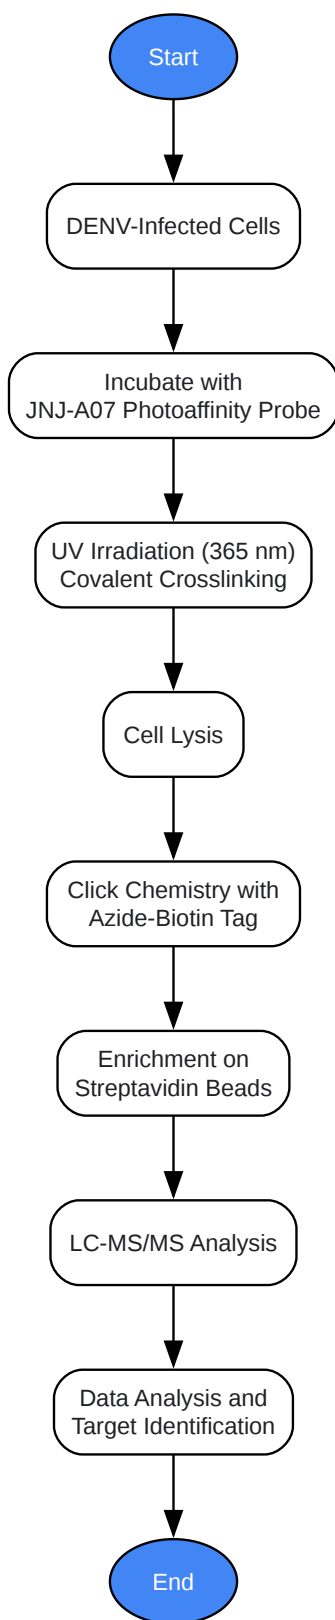 Start
DENV-Infected Cells
Incubate with
JNJ-A07 Photoaffinity Probe
UV Irradiation (365 nm)
Covalent Crosslinking
Cell Lysis
Click Chemistry with
Azide-Biotin Tag
Enrichment on
Streptavidin Beads
LC-MS/MS Analysis
Data Analysis and
Target Identification
End